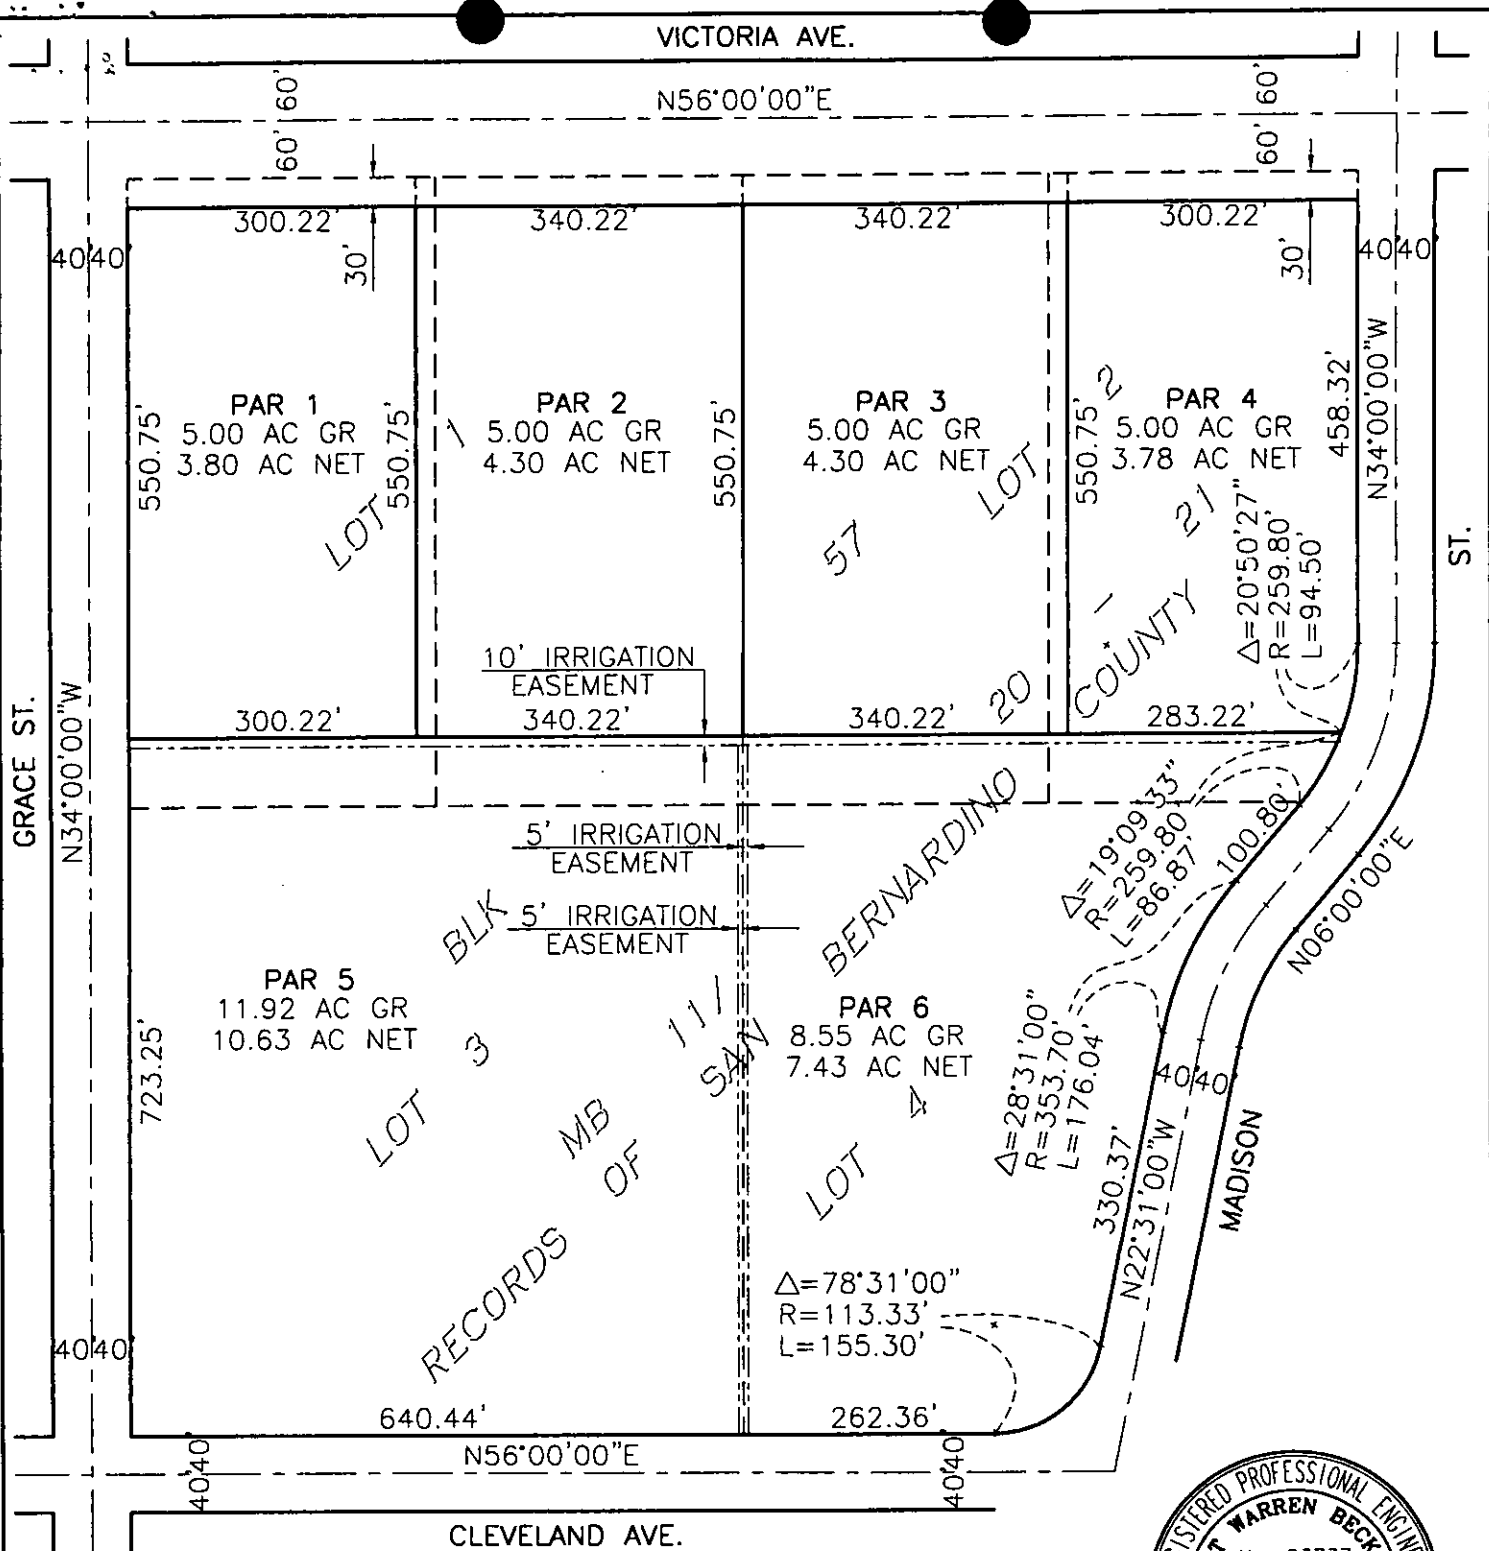 VICTORIA AVE.
N56°00'00"E
60' 60'
60' 60'
300.22'
340.22'
340.22'
300.22'
30'
30'
40 40
40 40
N34°00'00"W
ST.
PAR 1
5.00 AC GR
3.80 AC NET
PAR 2
5.00 AC GR
4.30 AC NET
PAR 3
5.00 AC GR
4.30 AC NET
PAR 4
5.00 AC GR
3.78 AC NET
550.75'
550.75'
550.75'
550.75'
458.32'
LOT 1
LOT 2
BLK 57
MB 11/20 - 21
RECORDS OF SAN BERNARDINO COUNTY
Δ=20°50'27"
R=259.80'
L=94.50'
10' IRRIGATION
EASEMENT
300.22'
340.22'
340.22'
283.22'
GRACE ST.
N34°00'00"W
5' IRRIGATION
EASEMENT
5' IRRIGATION
EASEMENT
Δ=19°09'33"
R=259.80'
L=86.87'
100.80'
N06°00'00"E
PAR 5
11.92 AC GR
10.63 AC NET
PAR 6
8.55 AC GR
7.43 AC NET
723.25'
LOT 3
LOT 4
Δ=28°31'00"
R=353.70'
L=176.04'
40 40
330.37'
N22°31'00"W
MADISON
Δ=78°31'00"
R=113.33'
L=155.30'
40 40
640.44'
262.36'
N56°00'00"E
40 40
40 40
CLEVELAND AVE.
WARREN BECK
PROFESSIONAL